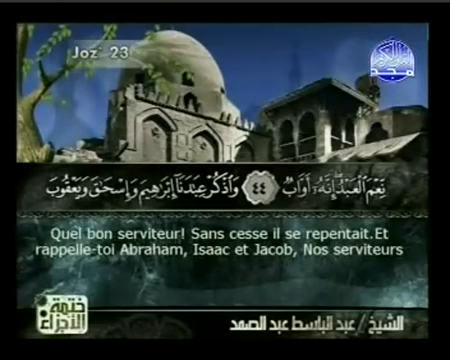 Joz' 23
مجد
نِعْمَ الْعَبْدُ إِنَّهُ أَوَّابٌ ٤٤ وَاذْكُرْ عِبَادَنَا إِبْرَاهِيمَ وَإِسْحَاقَ وَيَعْقُوبَ
Quel bon serviteur! Sans cesse il se repentait.Et
rappelle-toi Abraham, Isaac et Jacob, Nos serviteurs
ختمة
الأجزاء
الشيخ / عبد الباسط عبد الصمد